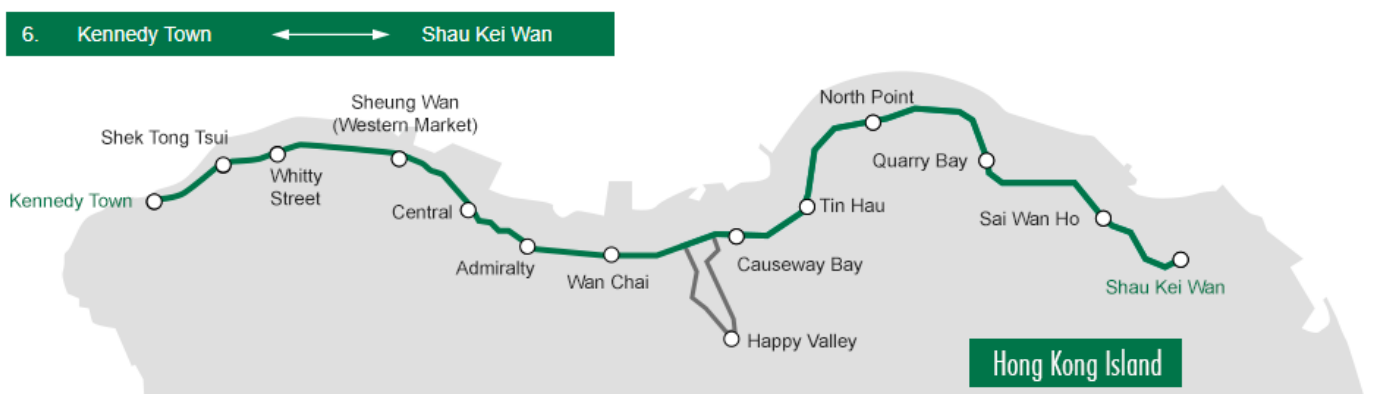 6. Kennedy Town Shau Kei Wan
Sheung Wan
(Western Market)
Shek Tong Tsui
Kennedy Town
Whitty
Street
Central
Admiralty
Wan Chai
Causeway Bay
Happy Valley
Tin Hau
North Point
Quarry Bay
Sai Wan Ho
Shau Kei Wan
Hong Kong Island